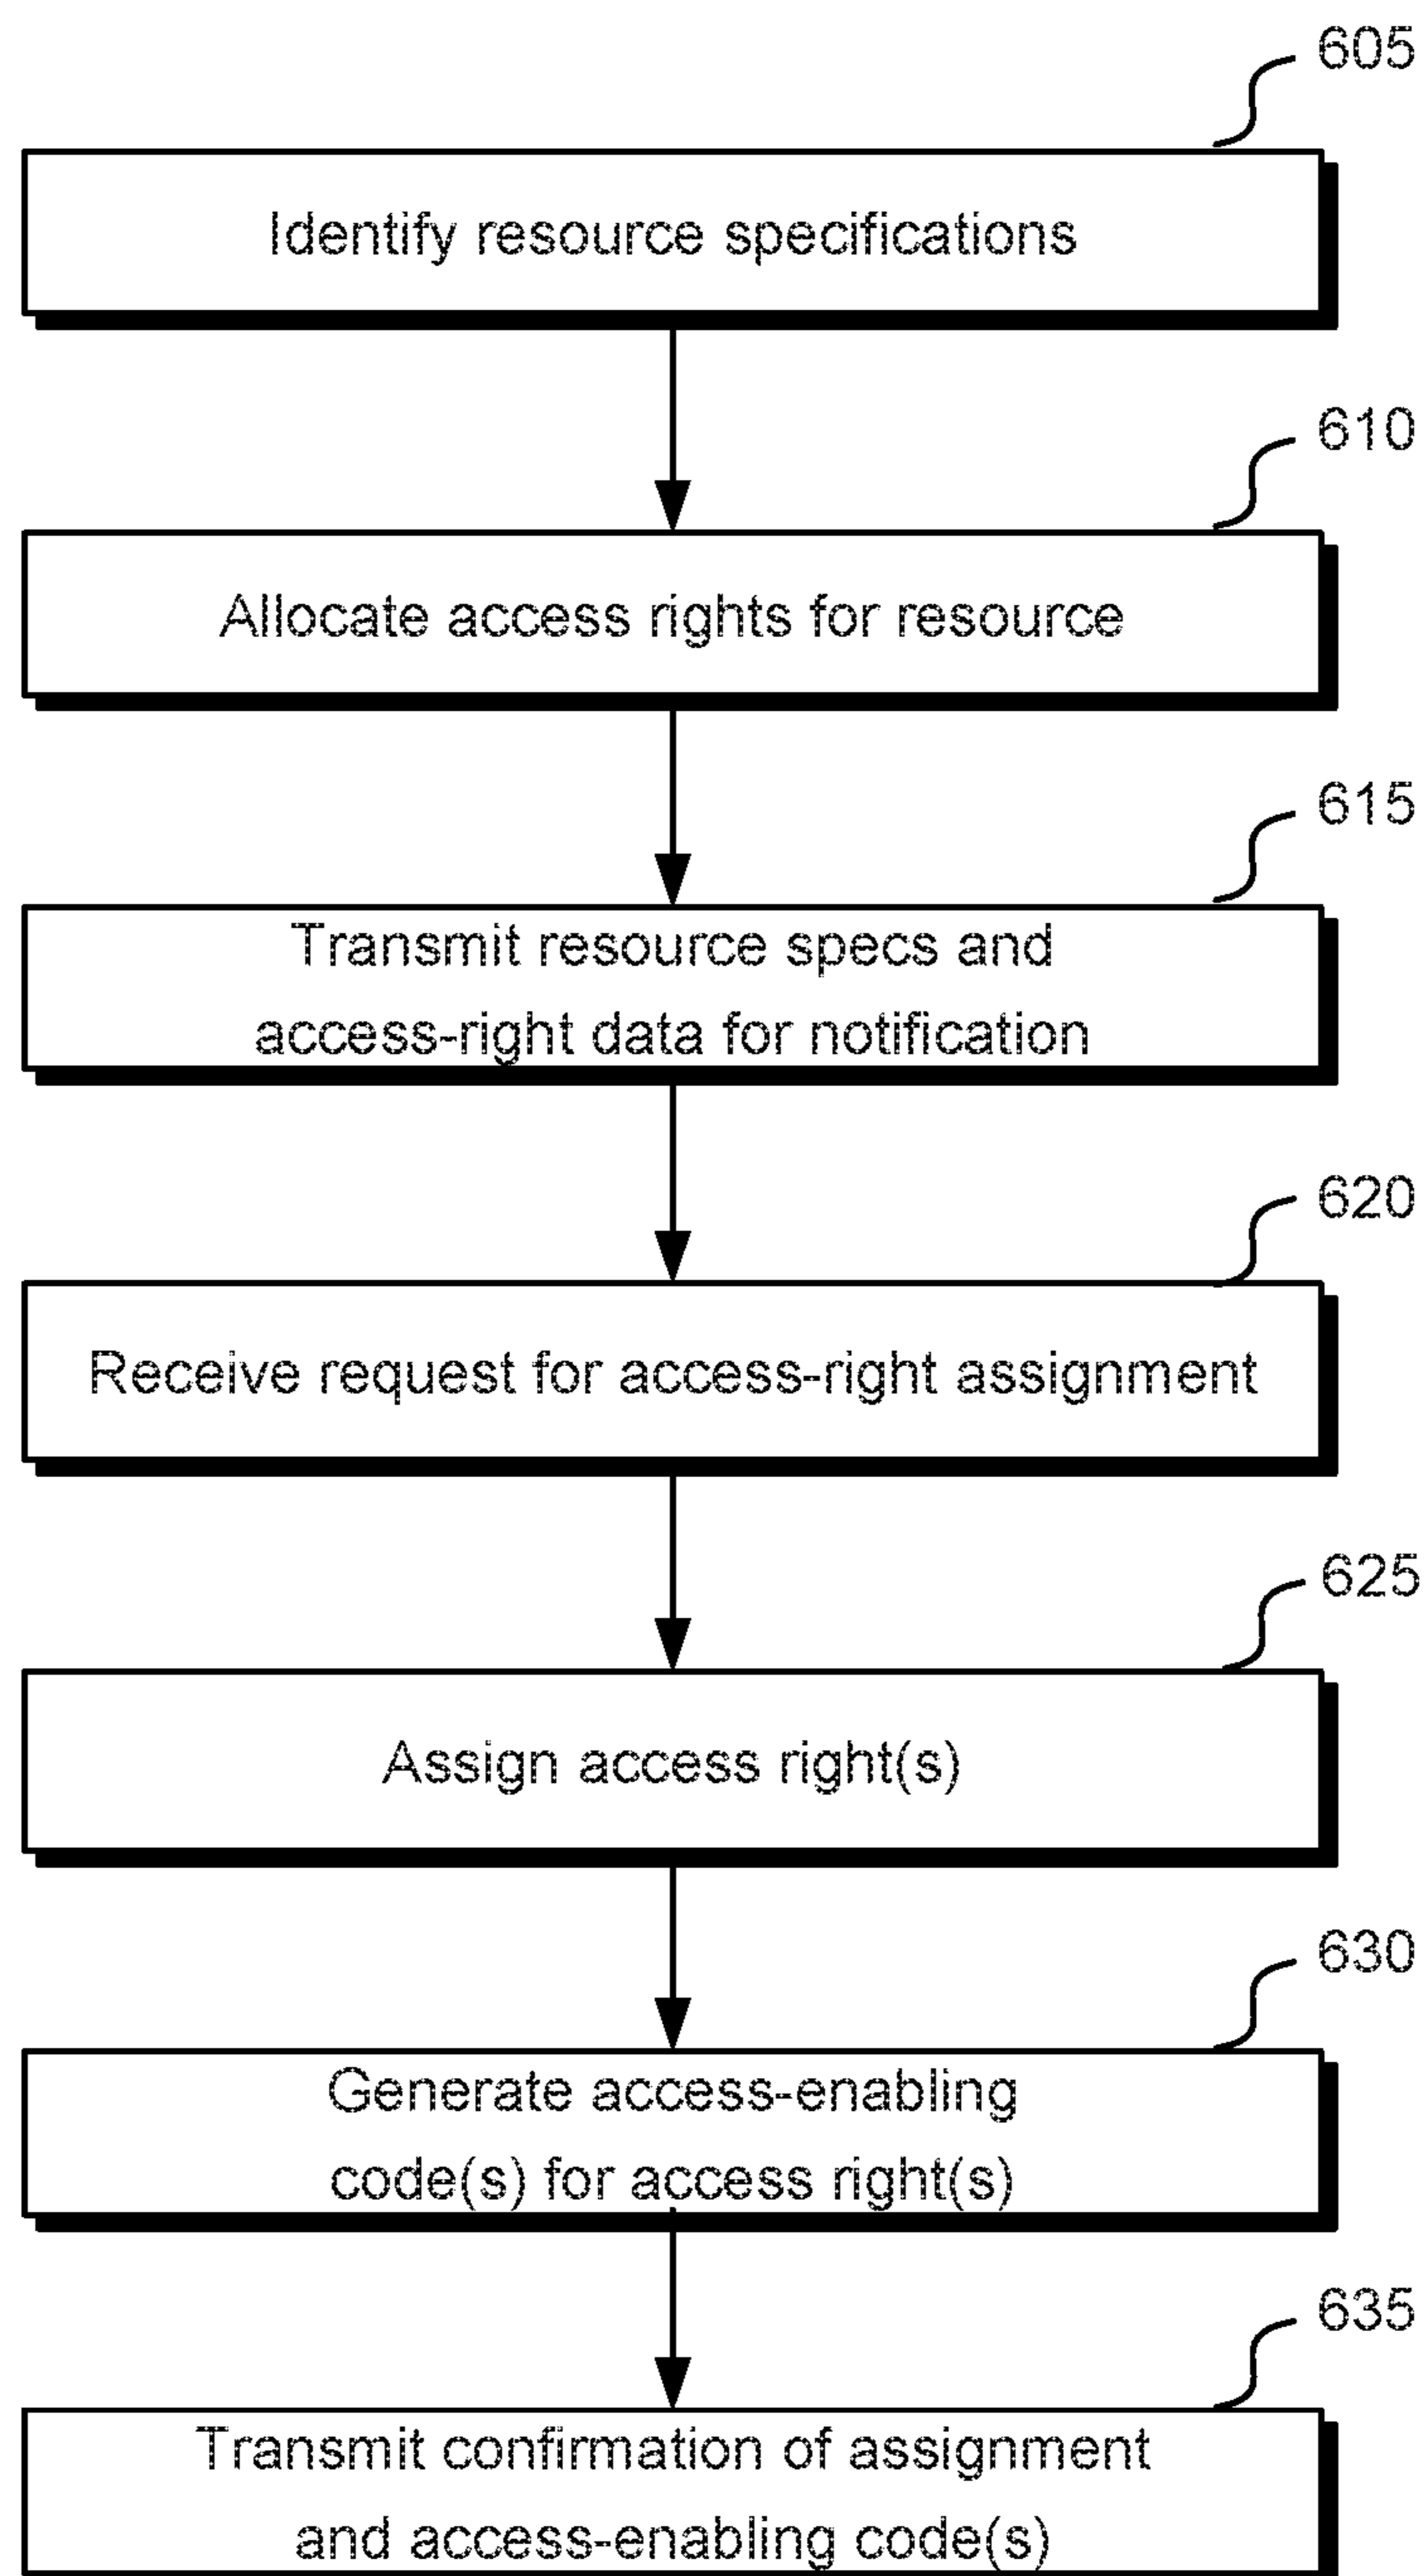 605
Identify resource specifications
610
Allocate access rights for resource
615
Transmit resource specs and
access-right data for notification
620
Receive request for access-right assignment
625
Assign access right(s)
630
Generate access-enabling
code(s) for access right(s)
635
Transmit confirmation of assignment
and access-enabling code(s)